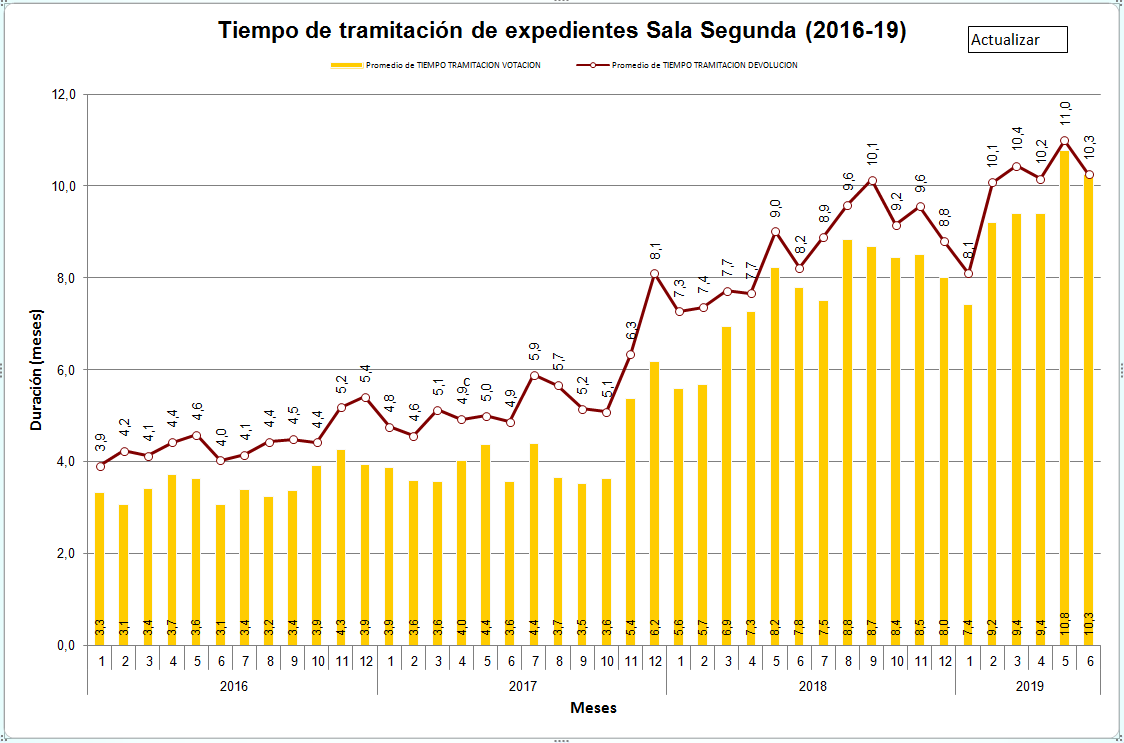 Tiempo de tramitación de expedientes Sala Segunda (2016-19)
Actualizar
Promedio de TIEMPO TRAMITACION VOTACION
Promedio de TIEMPO TRAMITACION DEVOLUCION
Duración (meses)
12,0
10,0
8,0
6,0
4,0
2,0
0,0
3,9 4,2 4,1 4,4 4,6 4,0 4,1 4,4 4,5 4,4 5,2 5,4 4,8 4,6 5,1 4,9 5,0 4,9 5,9 5,7 5,2 5,1 6,3 8,1 7,3 7,4 7,7 7,7 9,0 8,2 8,9 9,6 10,1 9,2 9,6 8,8 8,1 10,1 10,4 10,2 11,0 10,3
3,3 3,1 3,4 3,7 3,6 3,1 3,4 3,2 3,4 3,9 4,3 3,9 3,9 3,6 3,6 4,0 4,4 3,6 4,4 3,7 3,5 3,6 5,4 6,2 5,6 5,7 6,9 7,3 8,2 7,8 7,5 8,8 8,7 8,4 8,5 8,0 7,4 9,2 9,4 9,4 10,8 10,3
1 2 3 4 5 6 7 8 9 10 11 12 1 2 3 4 5 6 7 8 9 10 11 12 1 2 3 4 5 6 7 8 9 10 11 12 1 2 3 4 5 6
2016 2017 2018 2019
Meses